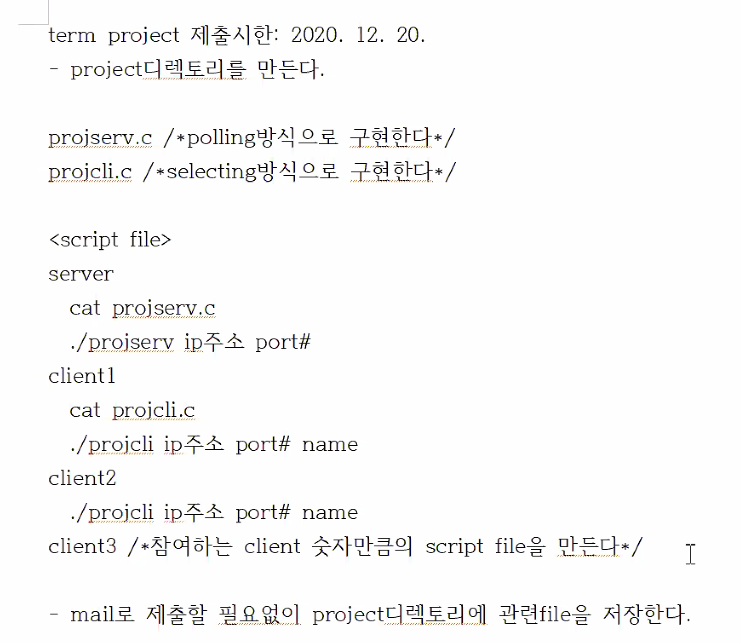 term project 제출시한: 2020. 12. 20.
- project디렉토리를 만든다.
projserv.c /*polling방식으로 구현한다*/
projcli.c /*selecting방식으로 구현한다*/
<script file>
server
cat projserv.c
./projserv ip주소 port#
client1
cat projcli.c
./projcli ip주소 port# name
client2
./projcli ip주소 port# name
client3 /*참여하는 client 숫자만큼의 script file을 만든다*/
- mail로 제출할 필요없이 project디렉토리에 관련file을 저장한다.